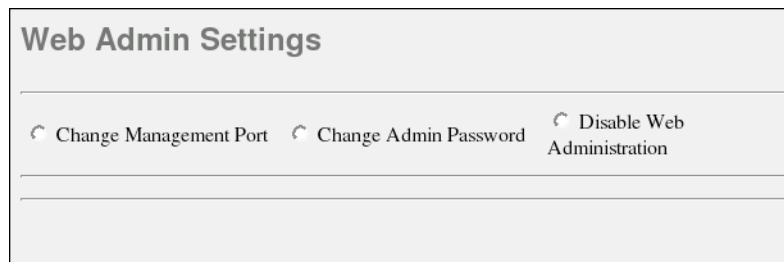 Web Admin Settings
Change Management Port Change Admin Password Disable Web
Administration